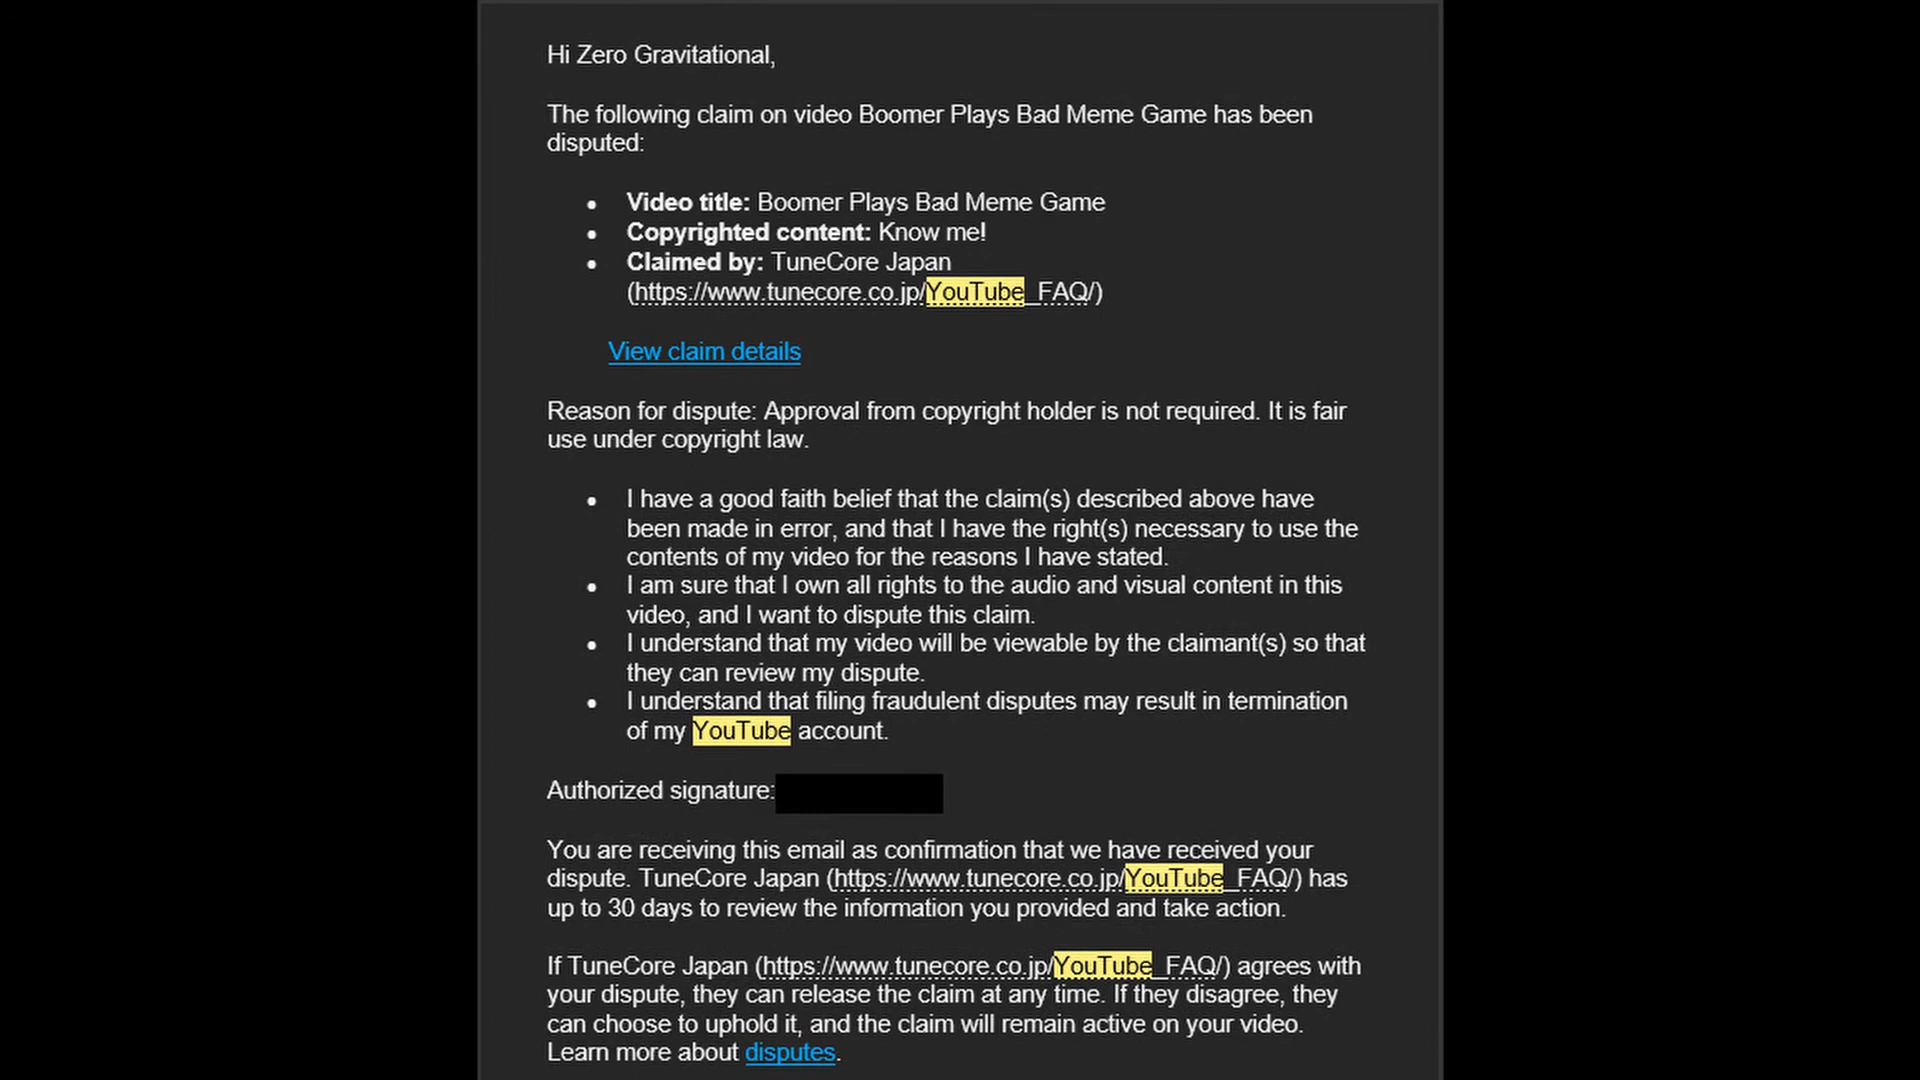 Hi Zero Gravitational,
The following claim on video Boomer Plays Bad Meme Game has been
disputed:
• Video title: Boomer Plays Bad Meme Game
• Copyrighted content: Know me!
• Claimed by: TuneCore Japan
(https://www.tunecore.co.jp/YouTube_FAQ/)
View claim details
Reason for dispute: Approval from copyright holder is not required. It is fair
use under copyright law.
• I have a good faith belief that the claim(s) described above have
been made in error, and that I have the right(s) necessary to use the
contents of my video for the reasons I have stated.
• I am sure that I own all rights to the audio and visual content in this
video, and I want to dispute this claim.
• I understand that my video will be viewable by the claimant(s) so that
they can review my dispute.
• I understand that filing fraudulent disputes may result in termination
of my YouTube account.
Authorized signature:
You are receiving this email as confirmation that we have received your
dispute. TuneCore Japan (https://www.tunecore.co.jp/YouTube_FAQ/) has
up to 30 days to review the information you provided and take action.
If TuneCore Japan (https://www.tunecore.co.jp/YouTube_FAQ/) agrees with
your dispute, they can release the claim at any time. If they disagree, they
can choose to uphold it, and the claim will remain active on your video.
Learn more about disputes.